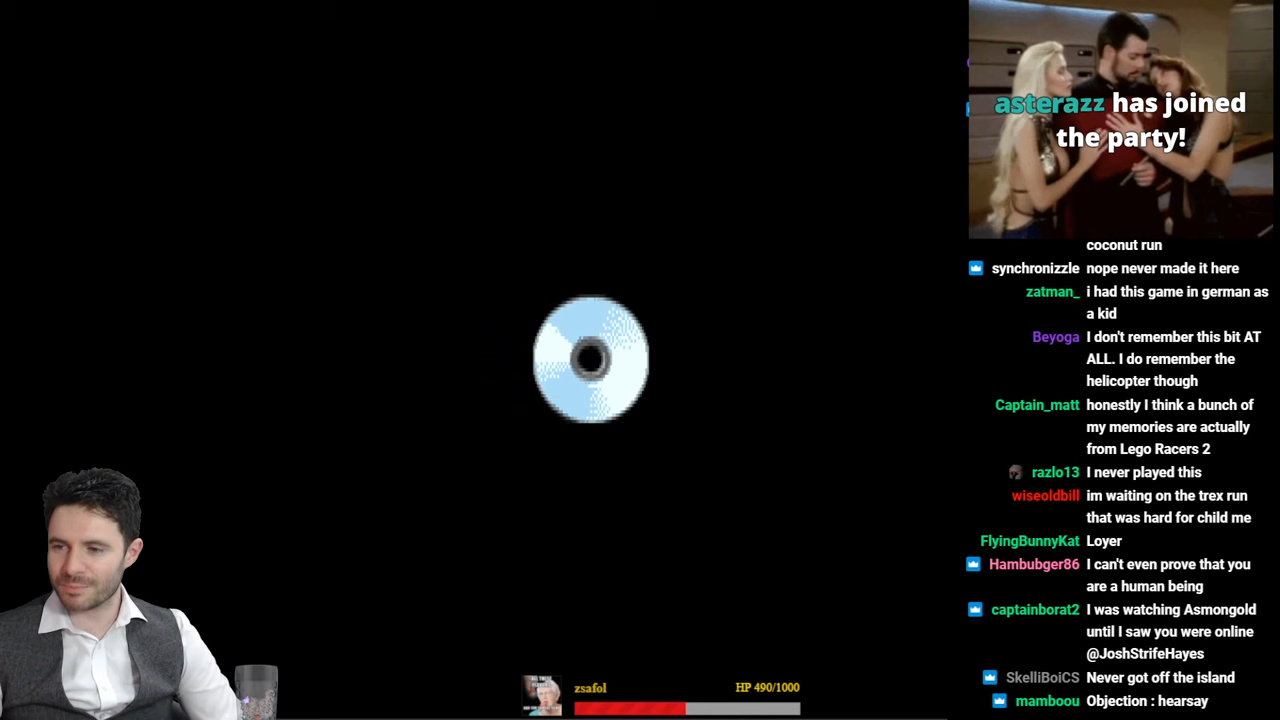 asterazz has joined
the party!
coconut run
synchronizzle nope never made it here
zatman_ i had this game in german as
a kid
Beyoga I don't remember this bit AT
ALL. I do remember the
helicopter though
Captain_matt honestly I think a bunch of
my memories are actually
from Lego Racers 2
razlo13 I never played this
wiseoldbill im waiting on the trex run
that was hard for child me
FlyingBunnyKat Loyer
Hambubger86 I can't even prove that you
are a human being
captainborat2 I was watching Asmongold
until I saw you were online
@JoshStrifeHayes
SkelliBoiCS Never got off the island
mamboou Objection : hearsay
zsafol HP 490/1000